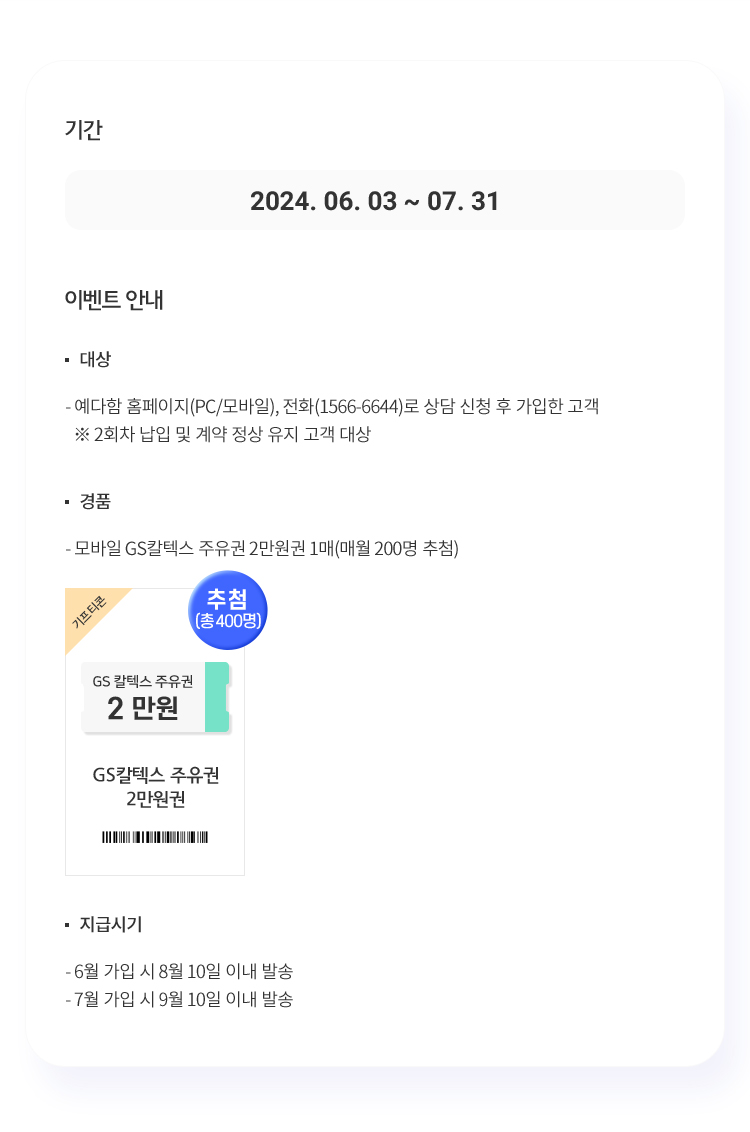 기간
2024. 06. 03 ~ 07. 31
이벤트 안내
▪ 대상
- 예다함 홈페이지(PC/모바일), 전화(1566-6644)로 상담 신청 후 가입한 고객
※ 2회차 납입 및 계약 정상 유지 고객 대상
▪ 경품
- 모바일 GS칼텍스 주유권 2만원권 1매(매월 200명 추첨)
기프티콘
추첨
(총400명)
GS 칼텍스 주유권
2 만원
GS칼텍스 주유권
2만원권
▪ 지급시기
- 6월 가입 시 8월 10일 이내 발송
- 7월 가입 시 9월 10일 이내 발송